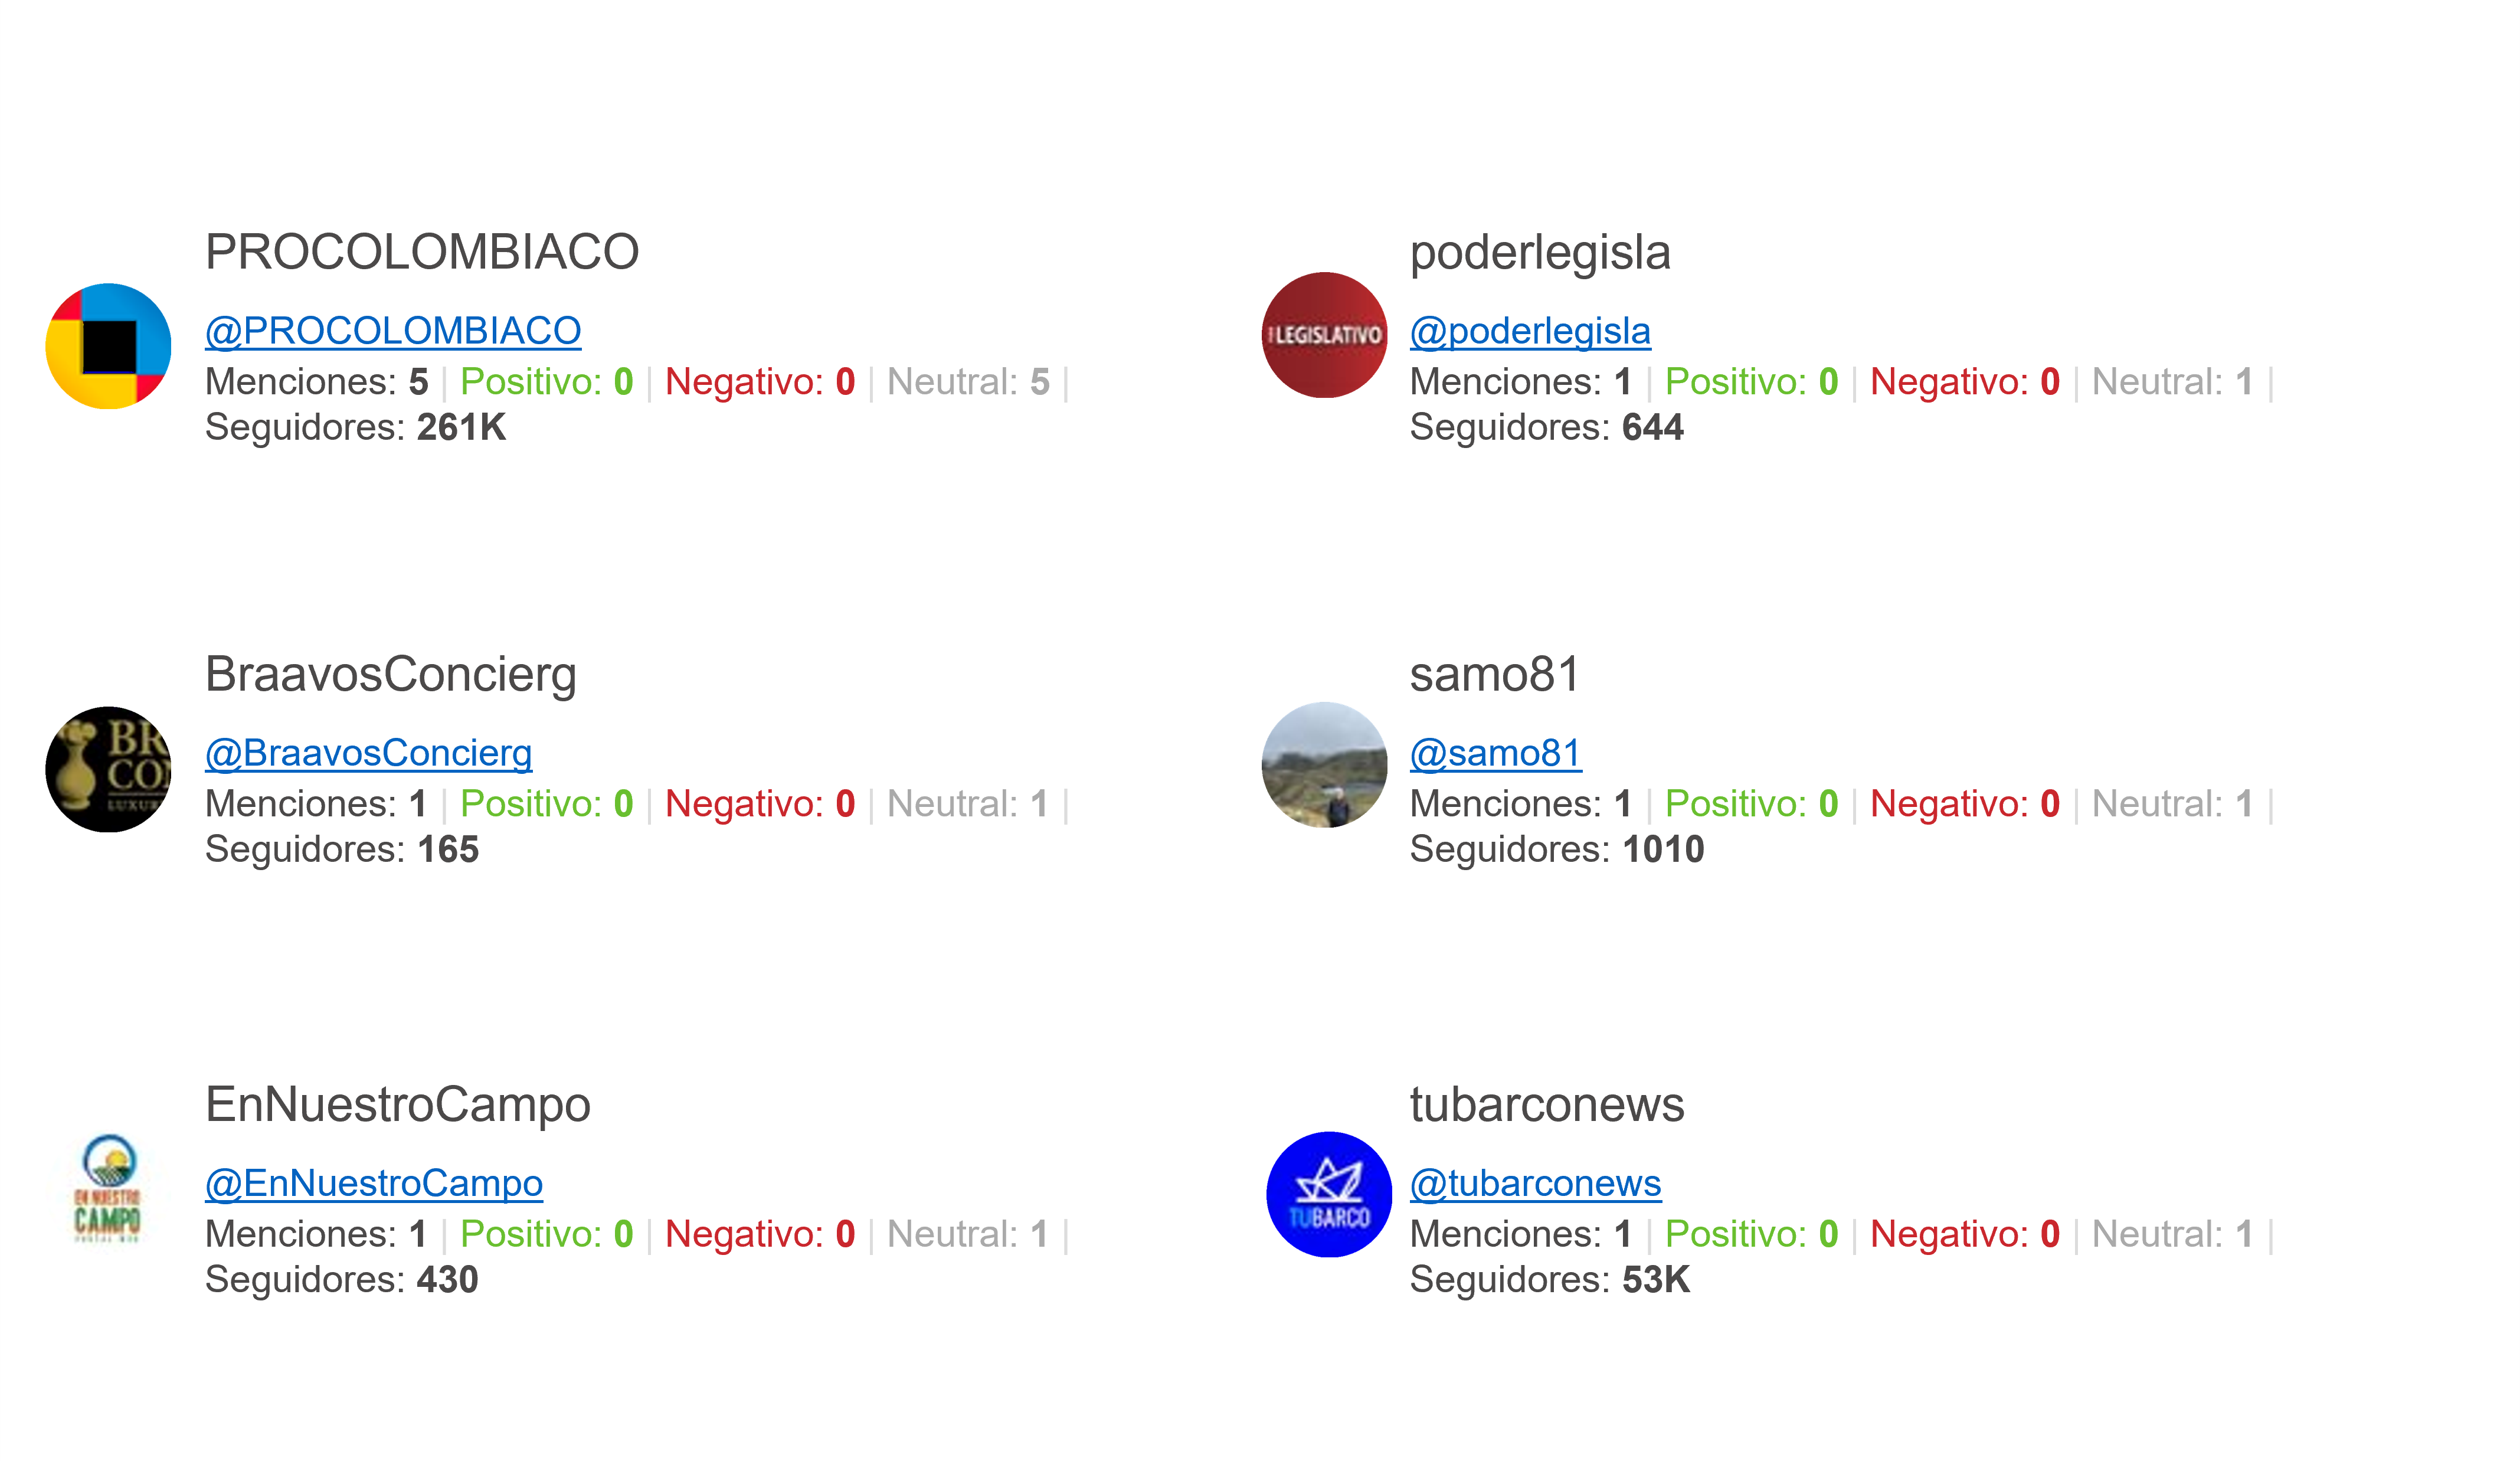 PROCOLOMBIACO
@PROCOLOMBIACO
Menciones: 5 | Positivo: 0 | Negativo: 0 | Neutral: 5 |
Seguidores: 261K
poderlegisla
LEGISLATIVO
@poderlegisla
Menciones: 1 | Positivo: 0 | Negativo: 0 | Neutral: 1 |
Seguidores: 644
BraavosConcierg
BR
CO
LUXU
@BraavosConcierg
Menciones: 1 | Positivo: 0 | Negativo: 0 | Neutral: 1 |
Seguidores: 165
samo81
@samo81
Menciones: 1 | Positivo: 0 | Negativo: 0 | Neutral: 1 |
Seguidores: 1010
EnNuestroCampo
EN NUESTRO
CAMPO
@EnNuestroCampo
Menciones: 1 | Positivo: 0 | Negativo: 0 | Neutral: 1 |
Seguidores: 430
tubarconews
TUBARCO
@tubarconews
Menciones: 1 | Positivo: 0 | Negativo: 0 | Neutral: 1 |
Seguidores: 53K